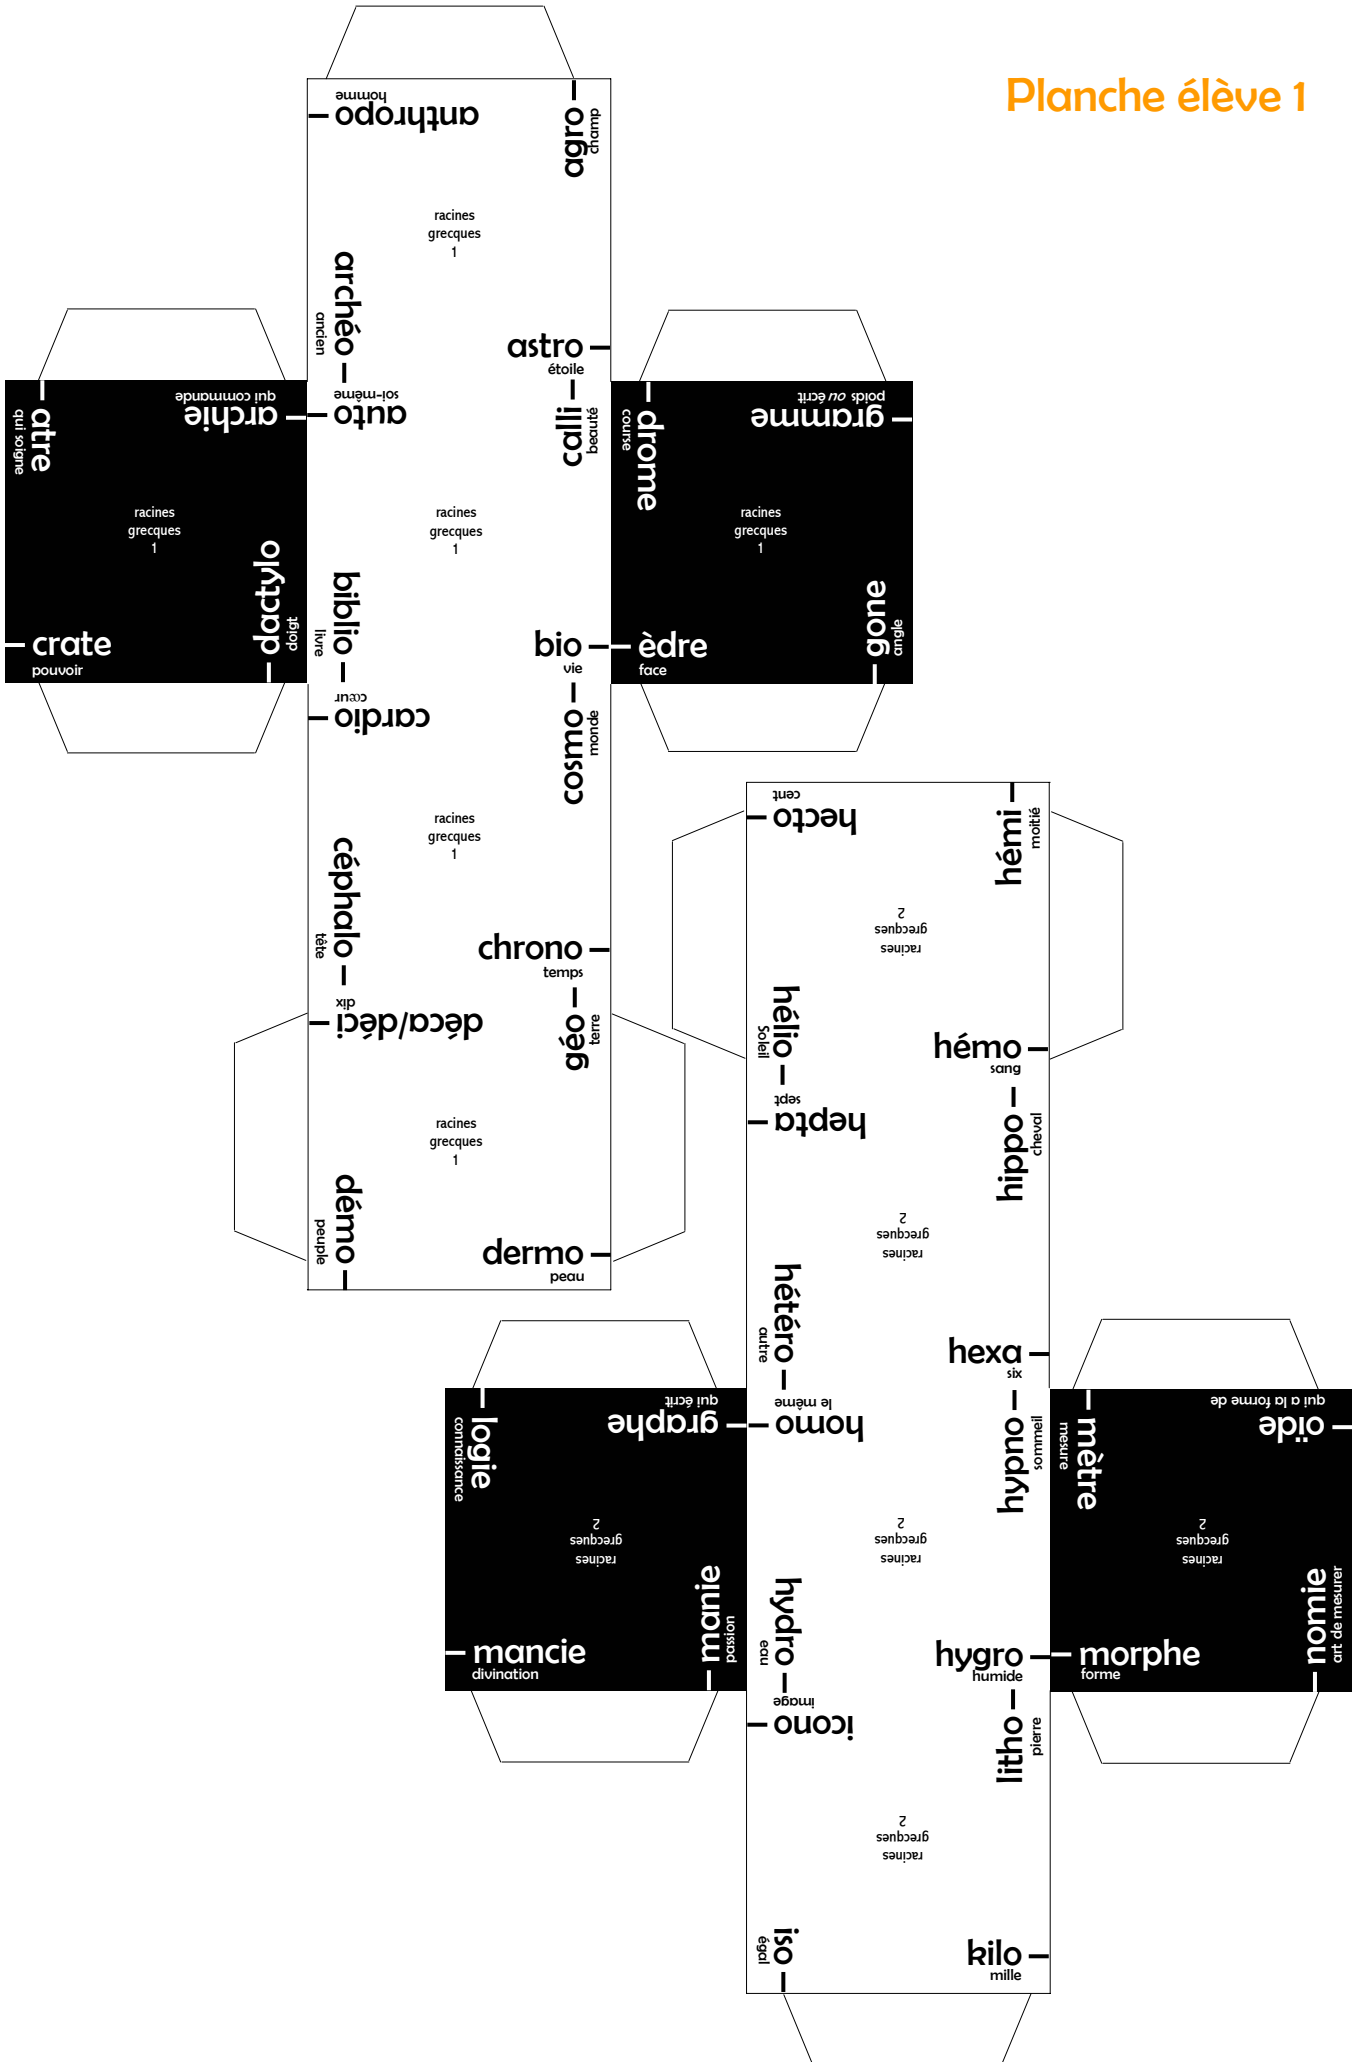 Planche élève 1
anthropo
homme
agro
champ
racines
grecques
1
archéo
ancien
astro
étoile
atre
qui soigne
archie
qui commande
racines
grecques
1
crate
pouvoir
dactylo
doigt
auto
soi-même
calli
beauté
racines
grecques
1
biblio
livre
bio
vie
drome
course
gramme
poids ou écrit
racines
grecques
1
èdre
face
gone
angle
cardio
cœur
cosmo
monde
racines
grecques
1
céphalo
tête
chrono
temps
déca/déci
dix
géo
terre
racines
grecques
1
démo
peuple
dermo
peau
hecto
cent
hémi
moitié
racines
grecques
2
hélio
Soleil
hémo
sang
hepta
sept
hippo
cheval
racines
grecques
2
hétéro
autre
hexa
six
logie
connaissance
graphe
qui écrit
racines
grecques
2
mancie
divination
manie
passion
homo
le même
hypno
sommeil
racines
grecques
2
hydro
eau
hygro
humide
mètre
mesure
oïde
qui a la forme de
racines
grecques
2
morphe
forme
nomie
art de mesurer
icono
image
litho
pierre
racines
grecques
2
iso
égal
kilo
mille